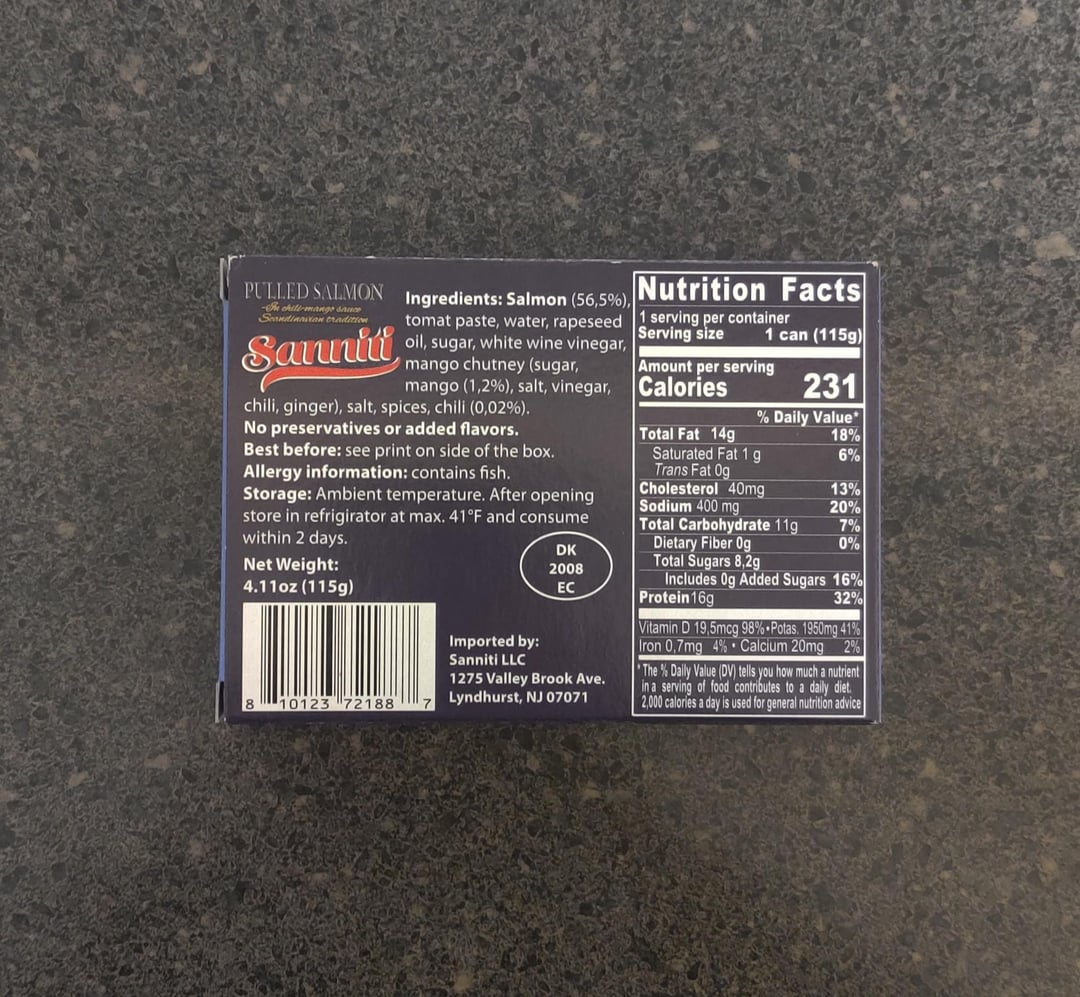 PULLED SALMON
In chili-mango sauce
Scandinavian tradition
Sanniti
Ingredients: Salmon (56,5%),
tomat paste, water, rapeseed
oil, sugar, white wine vinegar,
mango chutney (sugar,
mango (1,2%), salt, vinegar,
chili, ginger), salt, spices, chili (0,02%).
No preservatives or added flavors.
Best before: see print on side of the box.
Allergy information: contains fish.
Storage: Ambient temperature. After opening
store in refrigirator at max. 41°F and consume
within 2 days.
Net Weight:
4.11oz (115g)
DK
2008
EC
8 10123 72188 7
Imported by:
Sanniti LLC
1275 Valley Brook Ave.
Lyndhurst, NJ 07071
Nutrition Facts
1 serving per container
Serving size 1 can (115g)
Amount per serving
Calories 231
% Daily Value*
Total Fat 14g 18%
Saturated Fat 1 g 6%
Trans Fat 0g
Cholesterol 40mg 13%
Sodium 400 mg 20%
Total Carbohydrate 11g 7%
Dietary Fiber 0g 0%
Total Sugars 8,2g
Includes 0g Added Sugars 16%
Protein 16g 32%
Vitamin D 19,5mcg 98% • Potas. 1950mg 41%
Iron 0,7mg 4% • Calcium 20mg 2%
*The % Daily Value (DV) tells you how much a nutrient
in a serving of food contributes to a daily diet.
2,000 calories a day is used for general nutrition advice